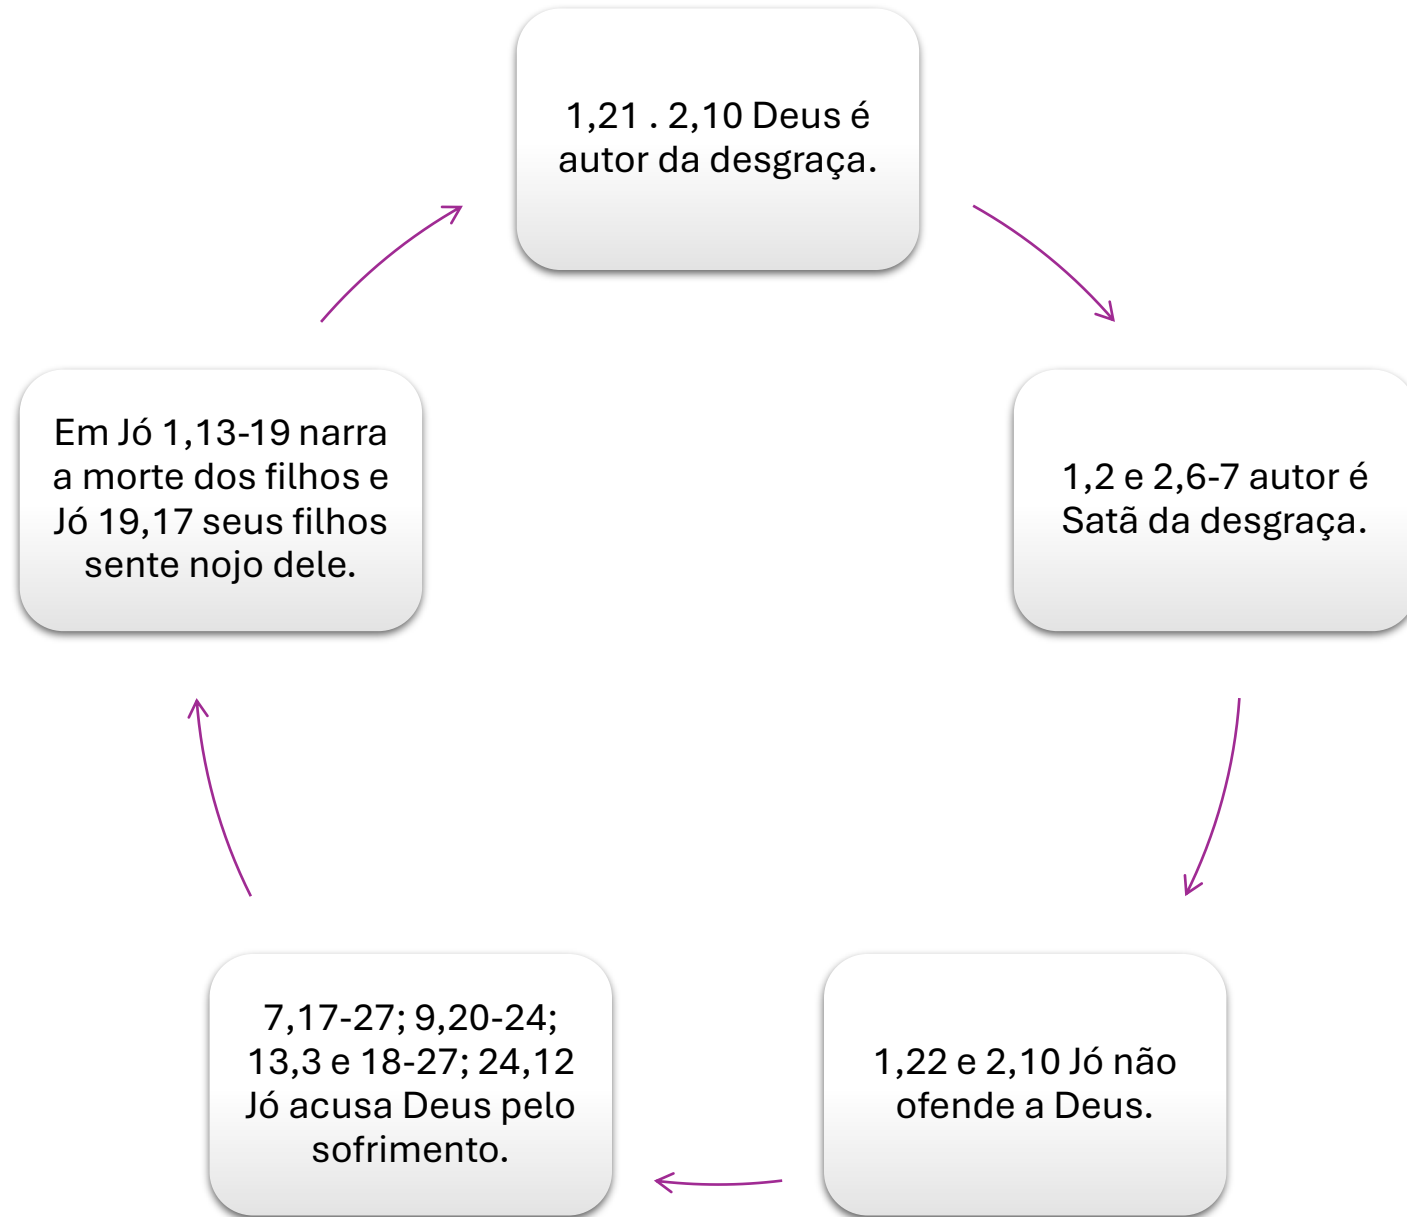 1,21 . 2,10 Deus é
autor da desgraça.
1,2 e 2,6-7 autor é
Satã da desgraça.
1,22 e 2,10 Jó não
ofende a Deus.
7,17-27; 9,20-24;
13,3 e 18-27; 24,12
Jó acusa Deus pelo
sofrimento.
Em Jó 1,13-19 narra
a morte dos filhos e
Jó 19,17 seus filhos
sente nojo dele.